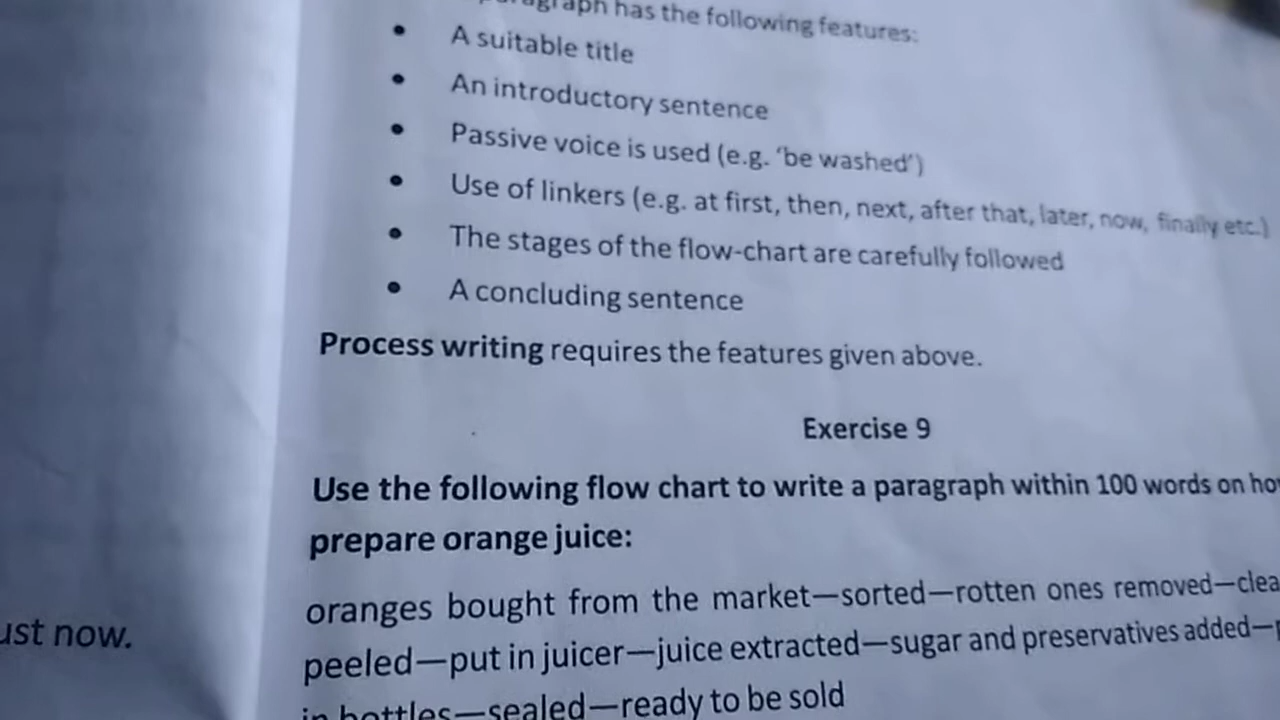 has the following features:
• A suitable title
• An introductory sentence
• Passive voice is used (e.g. ‘be washed’)
• Use of linkers (e.g. at first, then, next, after that, later, now, finally etc.)
• The stages of the flow-chart are carefully followed
• A concluding sentence
Process writing requires the features given above.
Exercise 9
Use the following flow chart to write a paragraph within 100 words on
prepare orange juice:
oranges bought from the market—sorted—rotten ones removed—
ust now.
peeled—put in juicer—juice extracted—sugar and preservatives added—
in bottles—sealed—ready to be sold